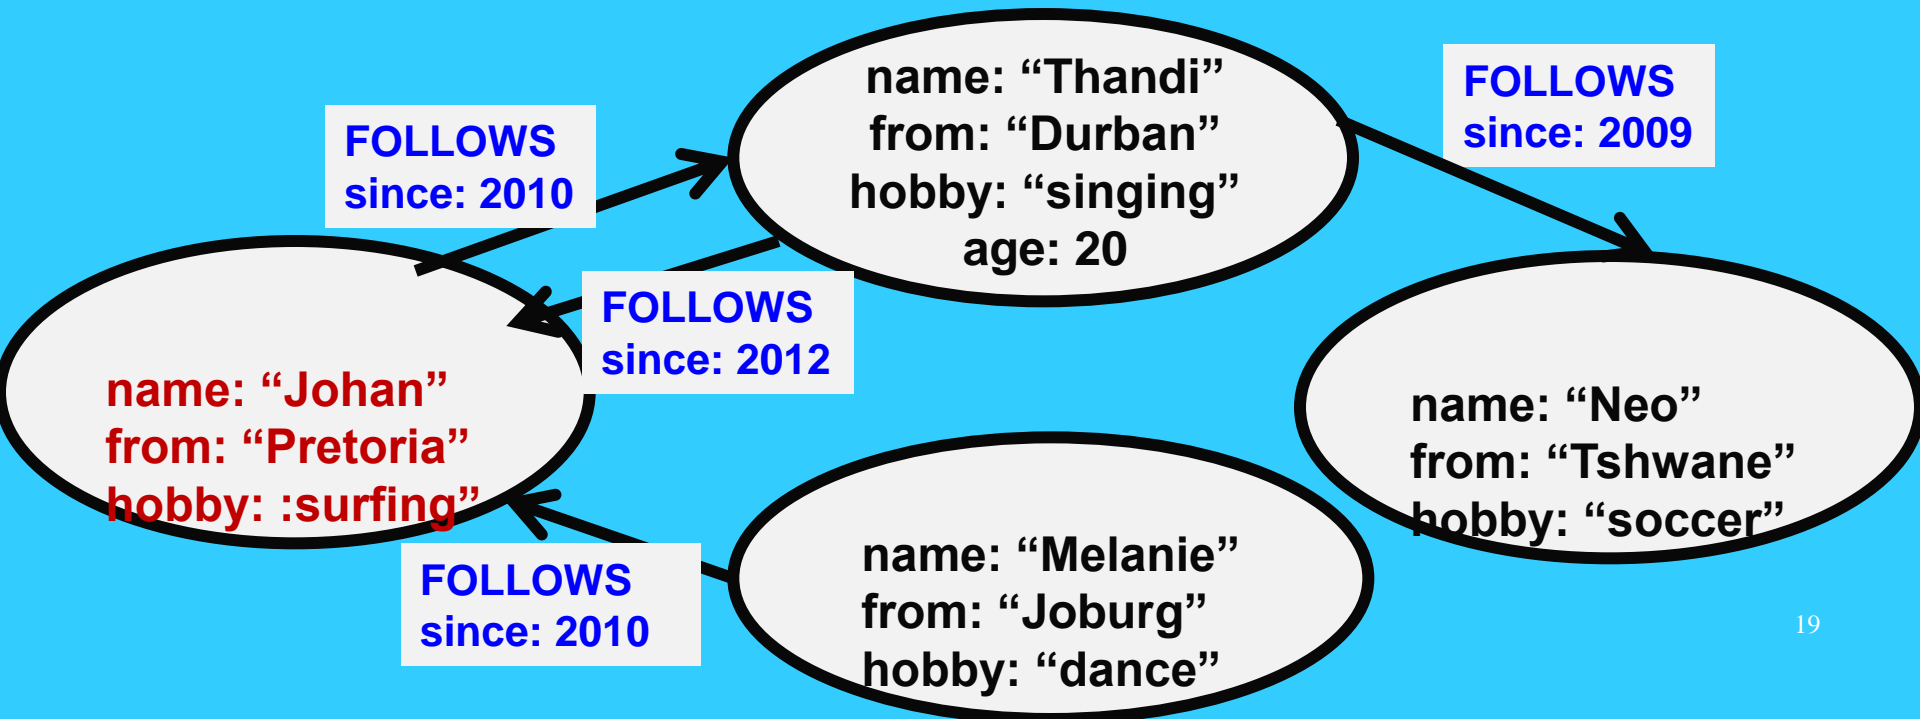 name: “Thandi”
from: “Durban”
hobby: “singing”
age: 20
FOLLOWS
since: 2009
FOLLOWS
since: 2010
FOLLOWS
since: 2012
name: “Johan”
from: “Pretoria”
hobby: :surfing”
name: “Neo”
from: “Tshwane”
hobby: “soccer”
FOLLOWS
since: 2010
name: “Melanie”
from: “Joburg”
hobby: “dance”
19